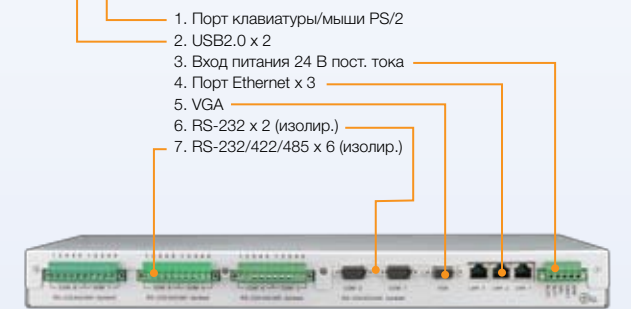 1. Порт клавиатуры/мыши PS/2
2. USB2.0 x 2
3. Вход питания 24 В пост. тока
4. Порт Ethernet x 3
5. VGA
6. RS-232 x 2 (изолир.)
7. RS-232/422/485 x 6 (изолир.)